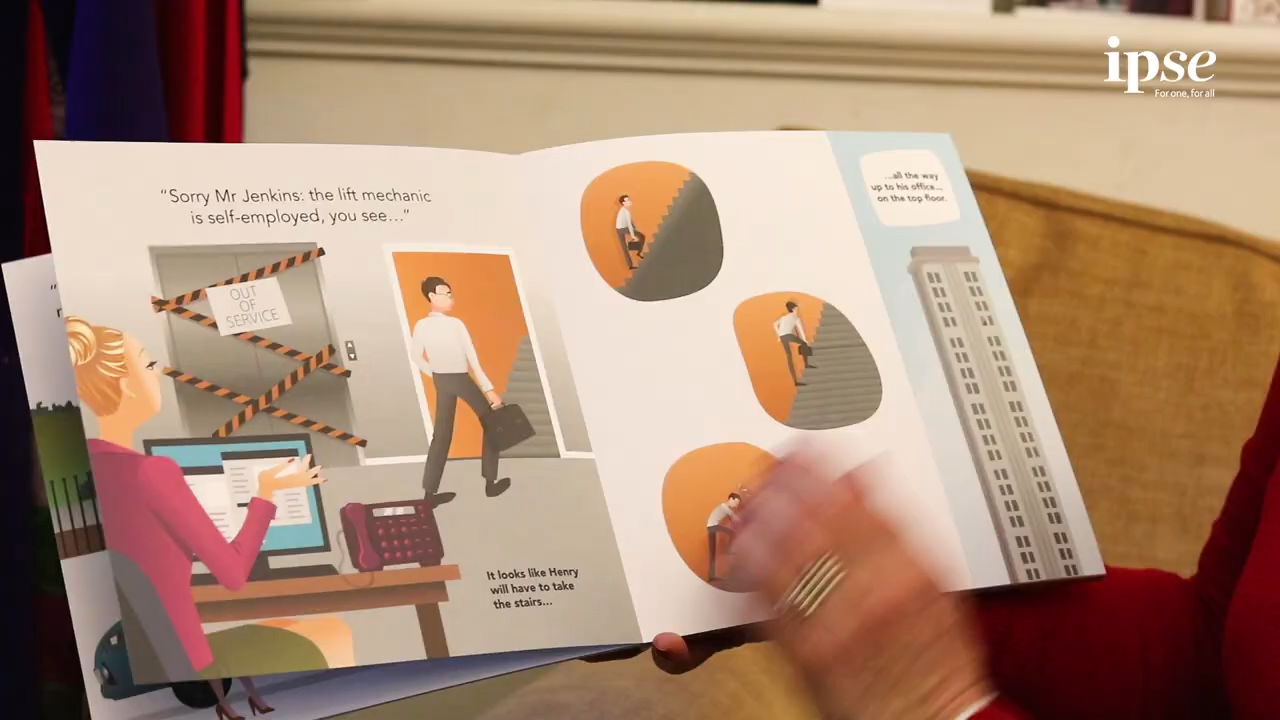 ipse
For one, for all
"Sorry Mr Jenkins: the lift mechanic
is self-employed, you see..."
OUT
OF
SERVICE
It looks like Henry
will have to take
the stairs...
...all the way
up to his office...
on the top floor.